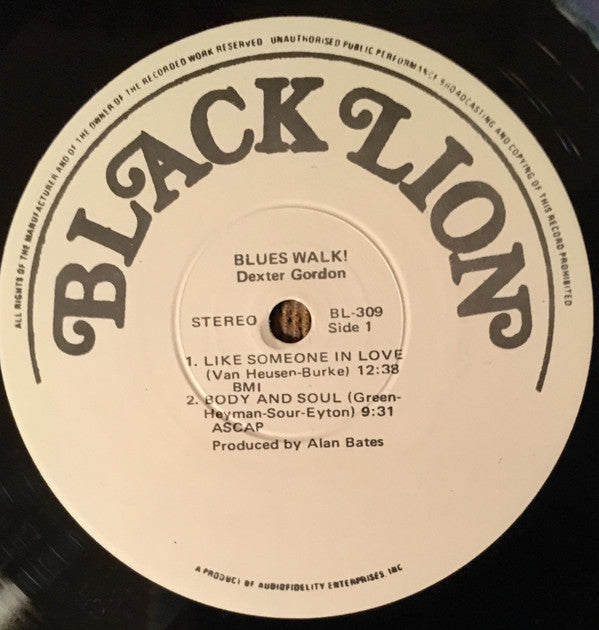 ALL RIGHTS OF THE MANUFACTURER AND OF THE OWNER OF THE RECORDED WORK RESERVED UNAUTHORISED PUBLIC PERFORMANCE BROADCASTING AND COPYING OF THIS RECORD PROHIBITED
BLACK LION
BLUES WALK!
Dexter Gordon
STEREO
BL-309
Side 1
1. LIKE SOMEONE IN LOVE
(Van Heusen-Burke) 12:38
BMI
2. BODY AND SOUL (Green-
Heyman-Sour-Eyton) 9:31
ASCAP
Produced by Alan Bates
A PRODUCT OF AUDIOFIDELITY ENTERPRISES, INC